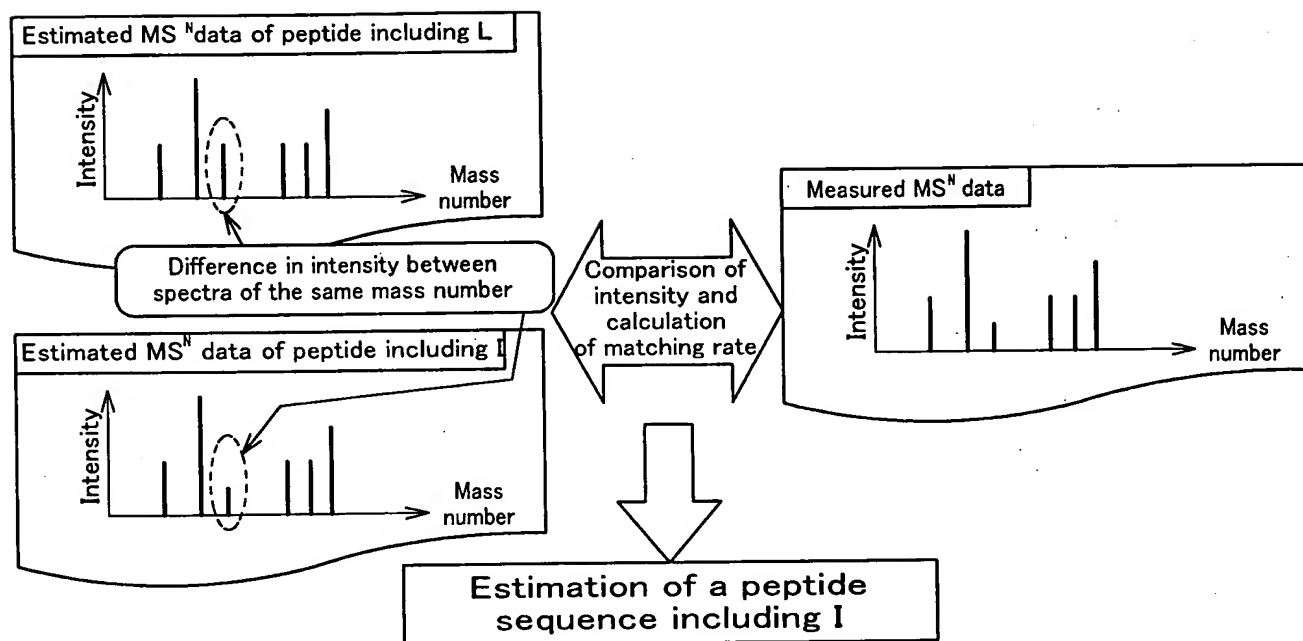 Estimated MS ᴺdata of peptide including L
Intensity
Mass
number
Difference in intensity between
spectra of the same mass number
Estimated MSᴺ data of peptide including I
Intensity
Mass
number
Comparison of
intensity and
calculation
of matching rate
Measured MSᴺ data
Intensity
Mass
number
Estimation of a peptide
sequence including I